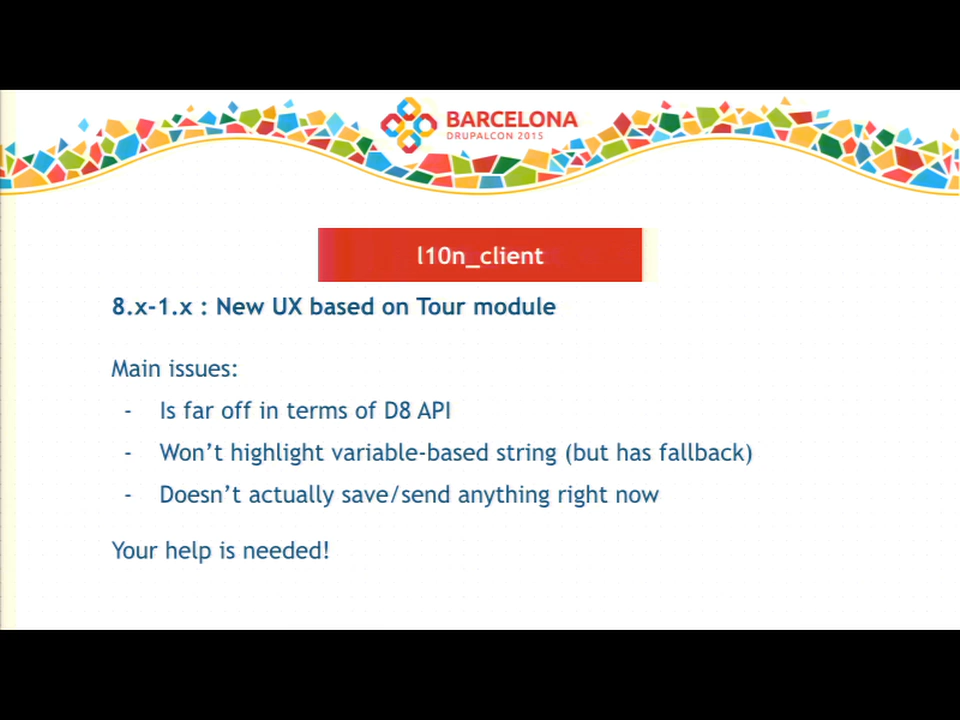 BARCELONA
DRUPALCON 2015
l10n_client
8.x-1.x : New UX based on Tour module
Main issues:
- Is far off in terms of D8 API
- Won’t highlight variable-based string (but has fallback)
- Doesn’t actually save/send anything right now
Your help is needed!